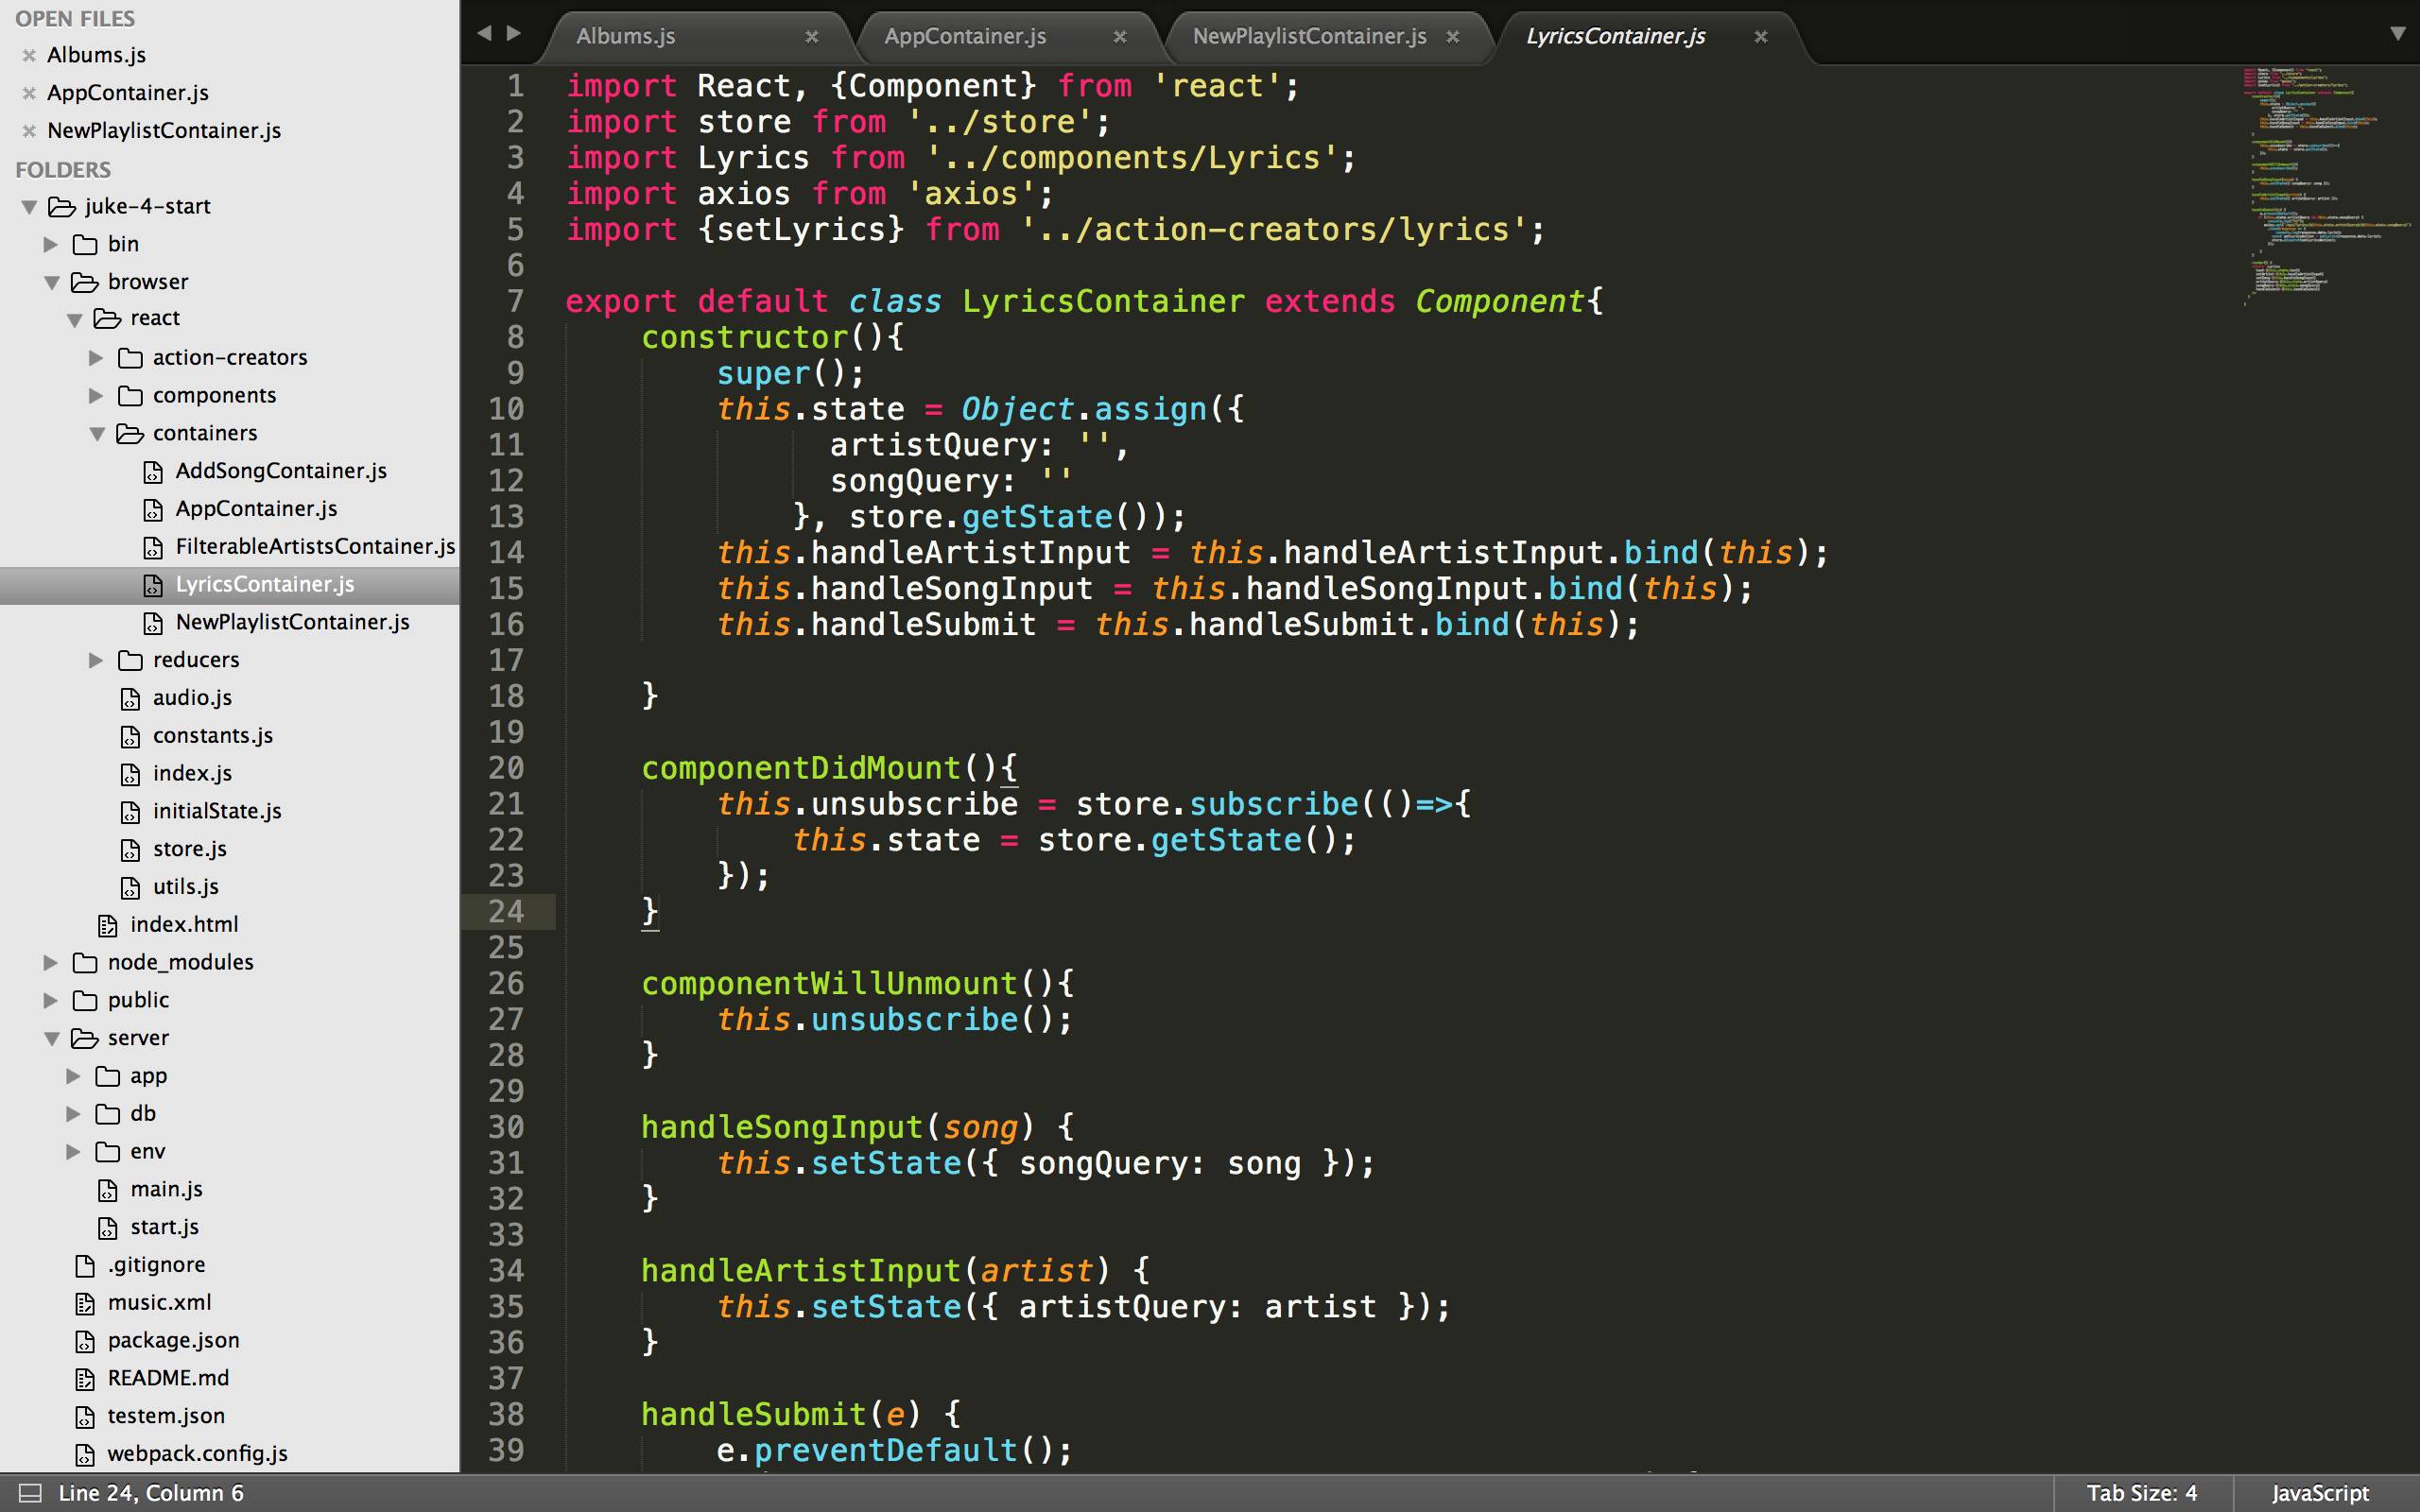 OPEN FILES
Albums.js
AppContainer.js
NewPlaylistContainer.js
FOLDERS
juke-4-start
bin
browser
react
action-creators
components
containers
AddSongContainer.js
AppContainer.js
FilterableArtistsContainer.js
LyricsContainer.js
NewPlaylistContainer.js
reducers
audio.js
constants.js
index.js
initialState.js
store.js
utils.js
index.html
node_modules
public
server
app
db
env
main.js
start.js
.gitignore
music.xml
package.json
README.md
testem.json
webpack.config.js
Albums.js AppContainer.js NewPlaylistContainer.js LyricsContainer.js
1 import React, {Component} from 'react';
2 import store from '../store';
3 import Lyrics from '../components/Lyrics';
4 import axios from 'axios';
5 import {setLyrics} from '../action-creators/lyrics';
6
7 export default class LyricsContainer extends Component{
8     constructor(){
9         super();
10         this.state = Object.assign({
11               artistQuery: '',
12               songQuery: ''
13             }, store.getState());
14         this.handleArtistInput = this.handleArtistInput.bind(this);
15         this.handleSongInput = this.handleSongInput.bind(this);
16         this.handleSubmit = this.handleSubmit.bind(this);
17
18     }
19
20     componentDidMount(){
21         this.unsubscribe = store.subscribe(()=>{
22             this.state = store.getState();
23         });
24     }
25
26     componentWillUnmount(){
27         this.unsubscribe();
28     }
29
30     handleSongInput(song) {
31         this.setState({ songQuery: song });
32     }
33
34     handleArtistInput(artist) {
35         this.setState({ artistQuery: artist });
36     }
37
38     handleSubmit(e) {
39         e.preventDefault();
Line 24, Column 6
Tab Size: 4
JavaScript